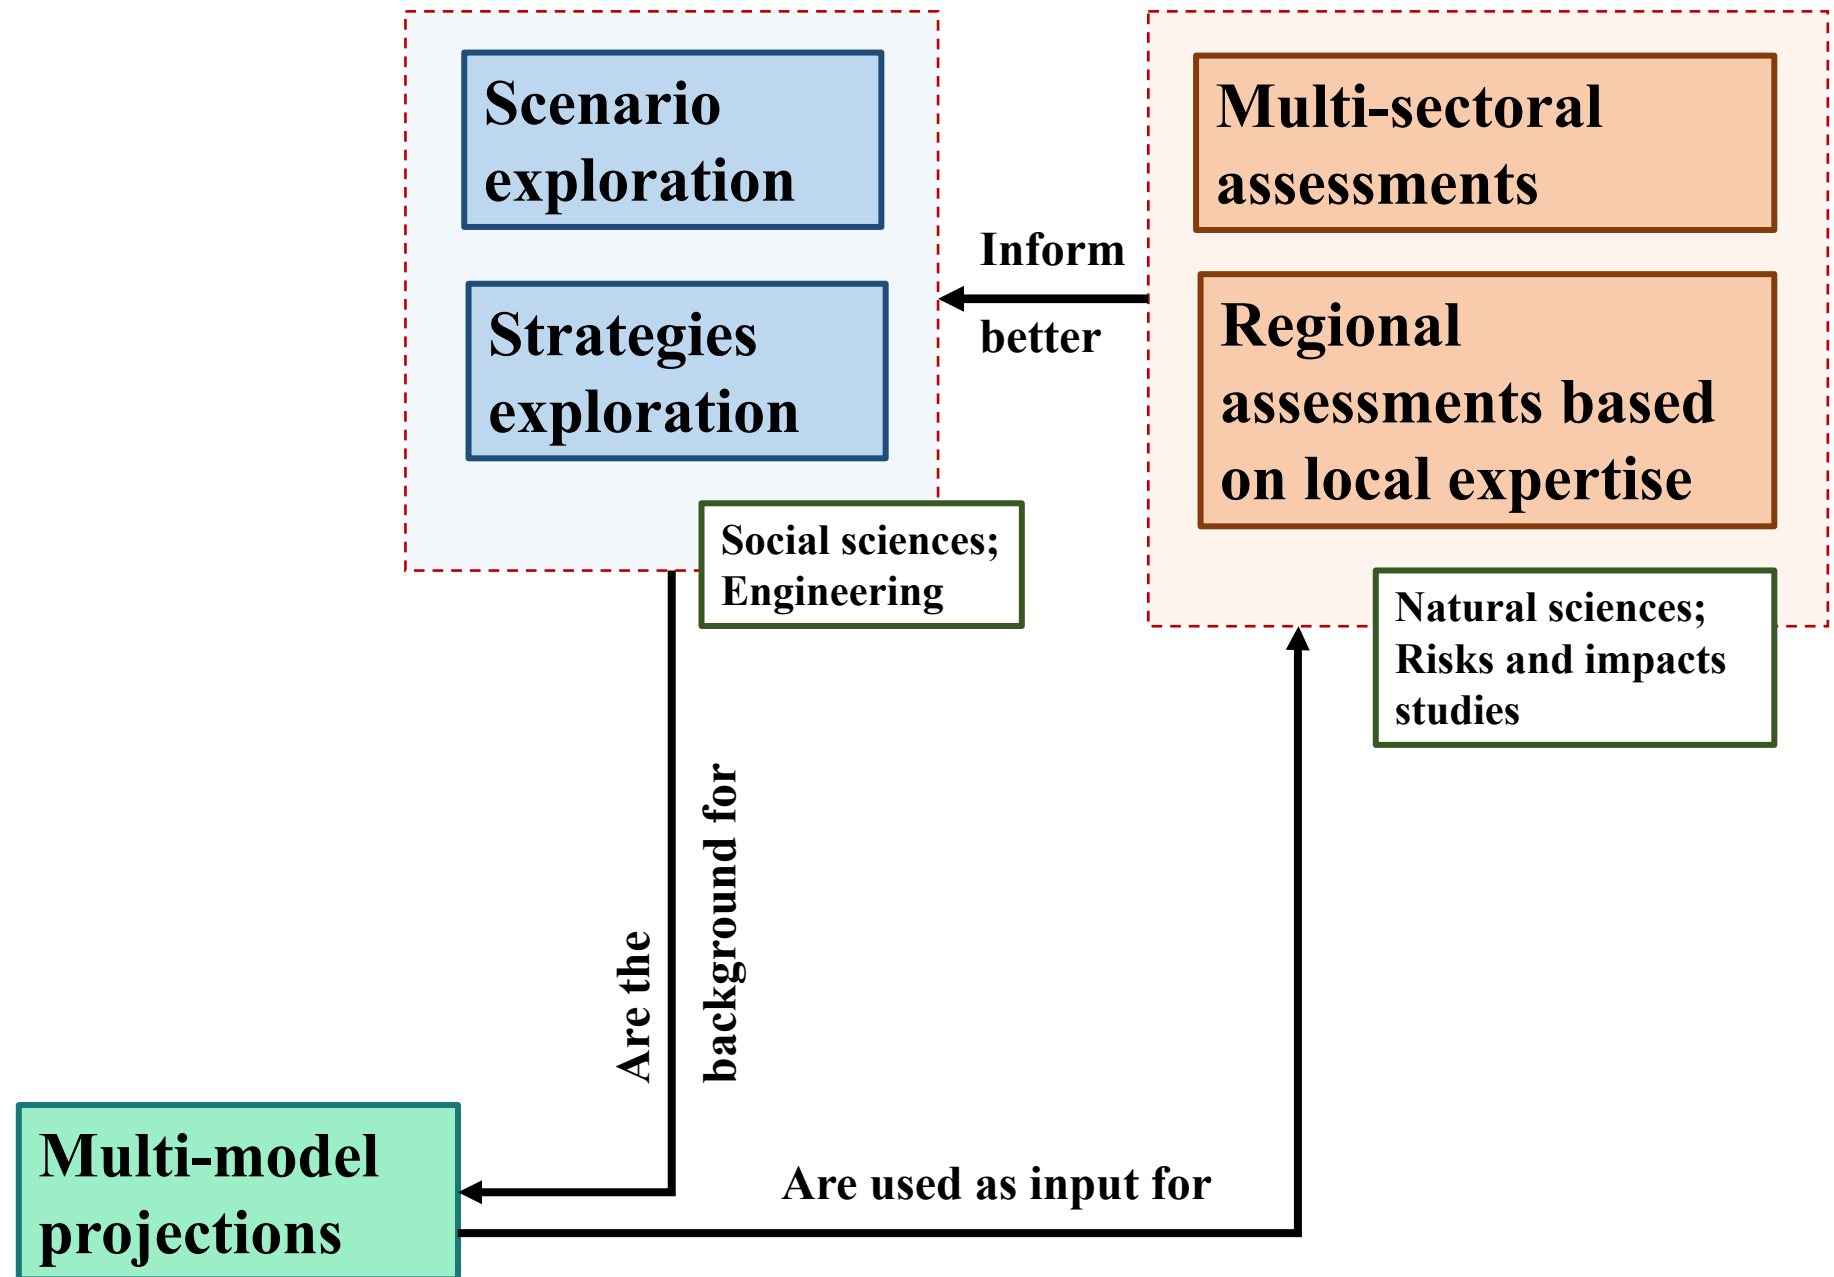 Scenario
exploration
Strategies
exploration
Social sciences;
Engineering
Inform
better
Multi-sectoral
assessments
Regional
assessments based
on local expertise
Natural sciences;
Risks and impacts
studies
Are the
background for
Multi-model
projections
Are used as input for